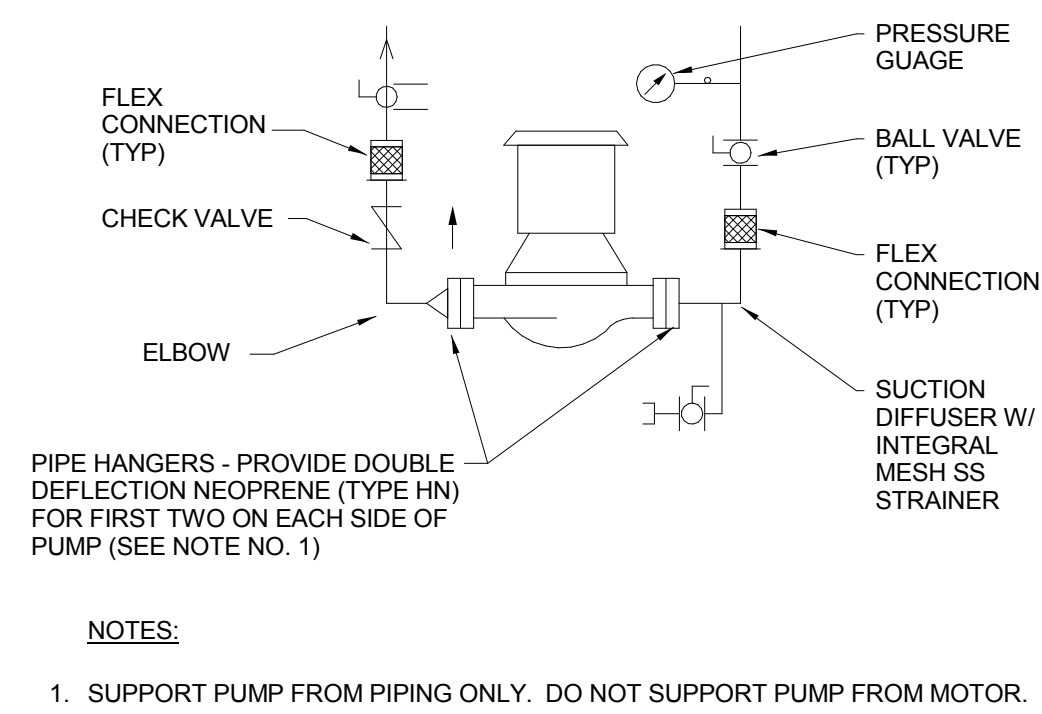 PRESSURE
GUAGE
FLEX
CONNECTION
(TYP)
BALL VALVE
(TYP)
CHECK VALVE
FLEX
CONNECTION
(TYP)
ELBOW
SUCTION
DIFFUSER W/
INTEGRAL
MESH SS
STRAINER
PIPE HANGERS - PROVIDE DOUBLE
DEFLECTION NEOPRENE (TYPE HN)
FOR FIRST TWO ON EACH SIDE OF
PUMP (SEE NOTE NO. 1)
NOTES:
1. SUPPORT PUMP FROM PIPING ONLY. DO NOT SUPPORT PUMP FROM MOTOR.